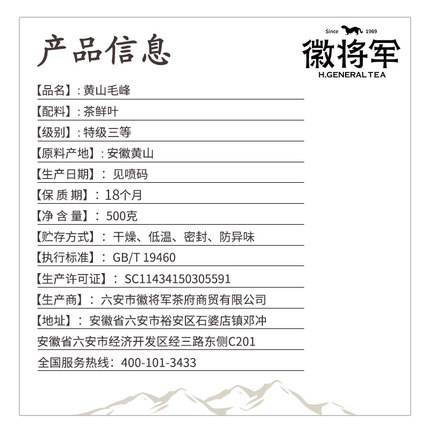 产品信息
Since 1969
徽将军
H.GENERAL TEA
【品名】: 黄山毛峰
【配料】: 茶鲜叶
【级别】: 特级三等
【原料产地】: 安徽黄山
【生产日期】: 见喷码
【保质期】: 18个月
【净含量】: 500克
【贮存方式】: 干燥、低温、密封、防异味
【执行标准】: GB/T 19460
【生产许可证】: SC11434150305591
【生产商】: 六安市徽将军茶府商贸有限公司
【地址】: 安徽省六安市裕安区石婆店镇邓冲
安徽省六安市经济开发区经三路东侧C201
全国服务热线: 400-101-3433